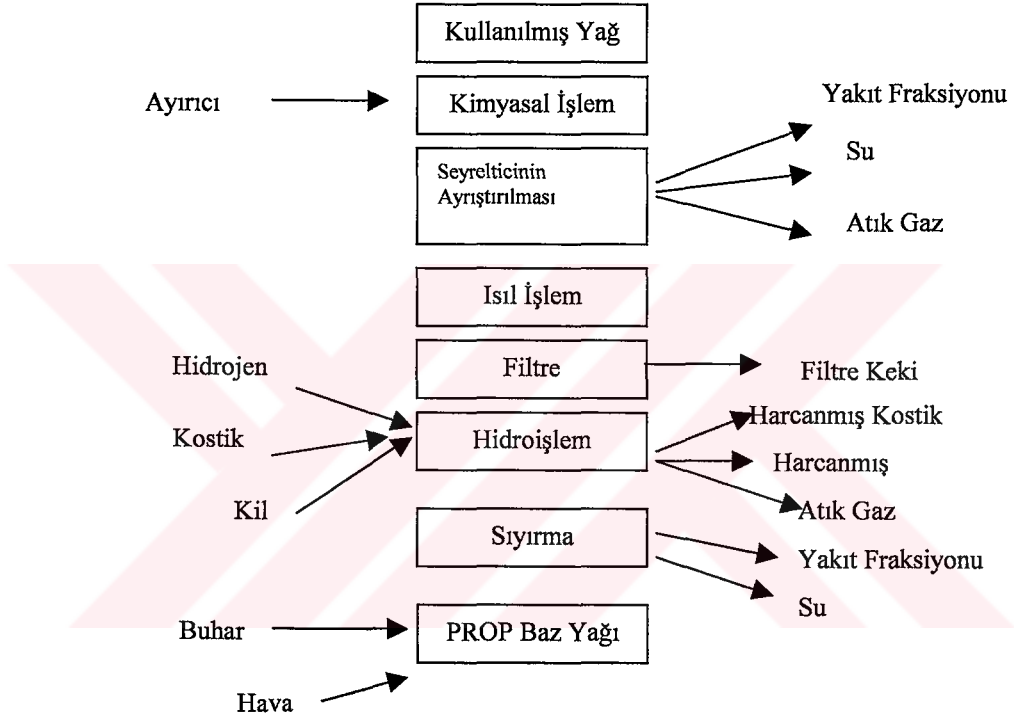 Kullanılmış Yağ
Ayırıcı
Kimyasal İşlem
Yakıt Fraksiyonu
Seyrelticinin
Ayrıştırılması
Su
Atık Gaz
Isıl İşlem
Hidrojen
Filtre
Filtre Keki
Kostik
Hidroişlem
Harcanmış Kostik
Harcanmış
Kil
Atık Gaz
Sıyırma
Yakıt Fraksiyonu
Su
Buhar
PROP Baz Yağı
Hava